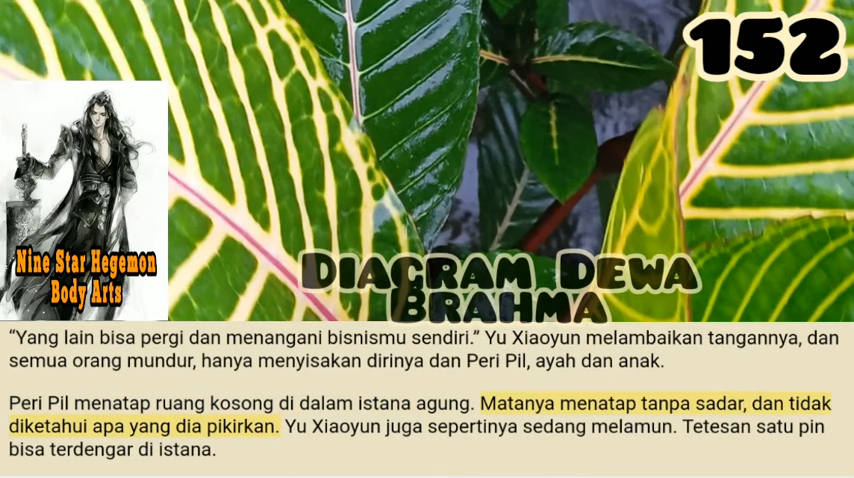 152
Nine Star Hegemon
Body Arts
Diagram Dewa
Brahma
“Yang lain bisa pergi dan menangani bisnismu sendiri.” Yu Xiaoyun melambaikan tangannya, dan
semua orang mundur, hanya menyisakan dirinya dan Peri Pil, ayah dan anak.
Peri Pil menatap ruang kosong di dalam istana agung. Matanya menatap tanpa sadar, dan tidak
diketahui apa yang dia pikirkan. Yu Xiaoyun juga sepertinya sedang melamun. Tetesan satu pin
bisa terdengar di istana.